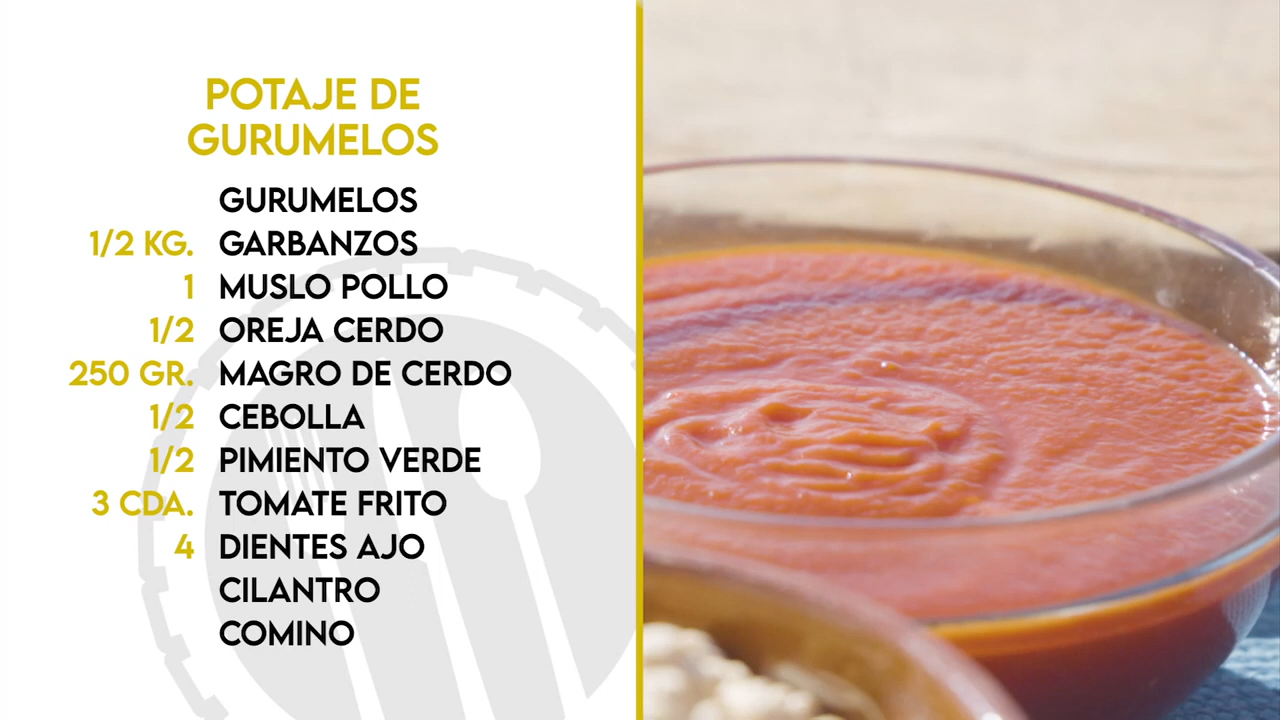 POTAJE DE
GURUMELOS
GURUMELOS
1/2 KG. GARBANZOS
1 MUSLO POLLO
1/2 OREJA CERDO
250 GR. MAGRO DE CERDO
1/2 CEBOLLA
1/2 PIMIENTO VERDE
3 CDA. TOMATE FRITO
4 DIENTES AJO
CILANTRO
COMINO